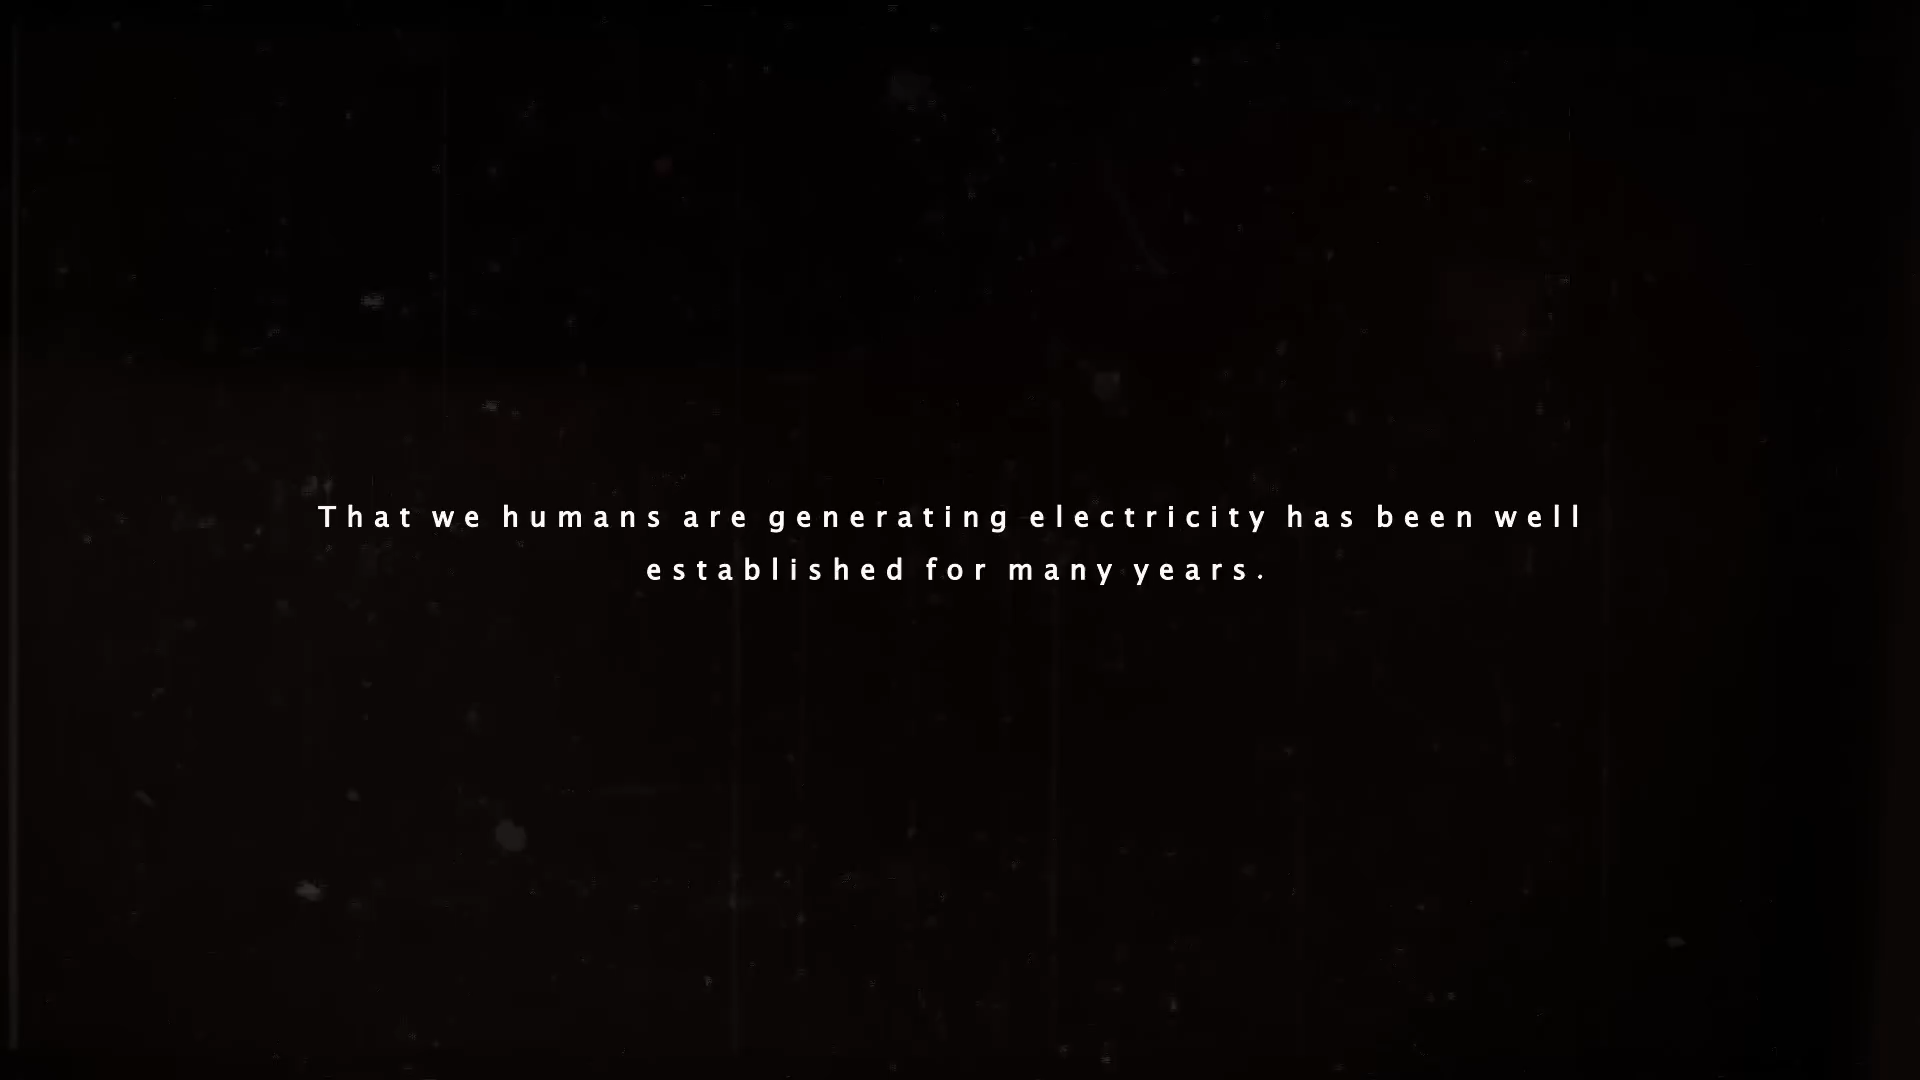 That we humans are generating electricity has been well
established for many years.